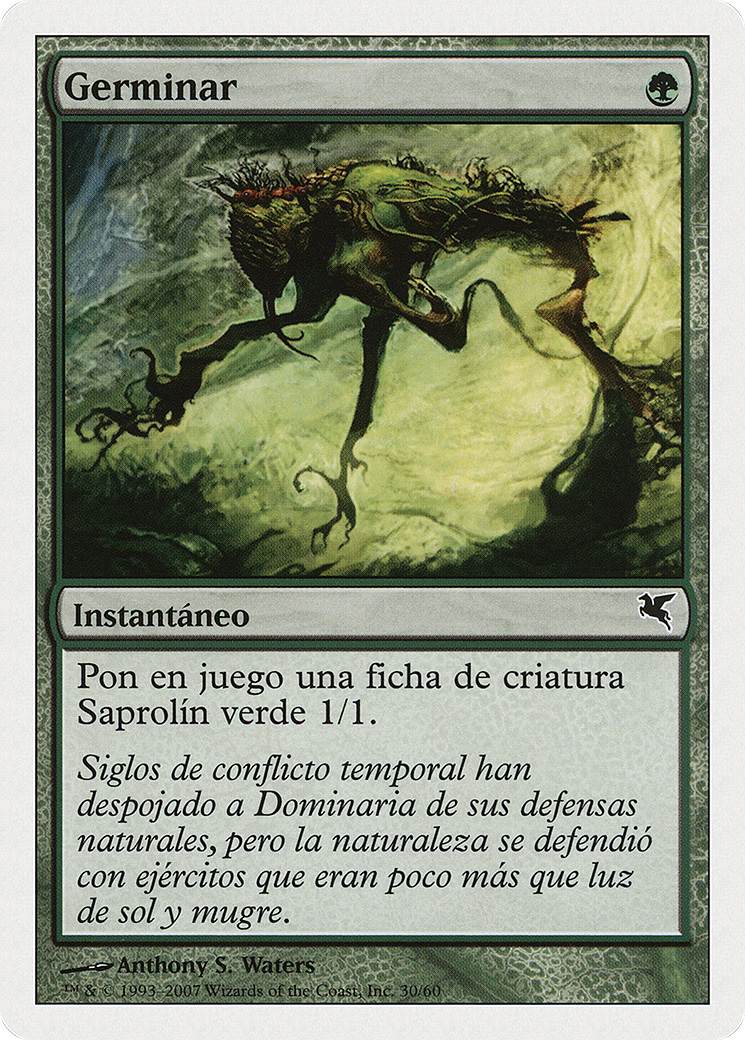 Germinar
Instantáneo
Pon en juego una ficha de criatura
Saprolín verde 1/1.
Siglos de conflicto temporal han
despojado a Dominaria de sus defensas
naturales, pero la naturaleza se defendió
con ejércitos que eran poco más que luz
de sol y mugre.
Anthony S. Waters
™ & © 1993–2007 Wizards of the Coast, Inc. 30/60